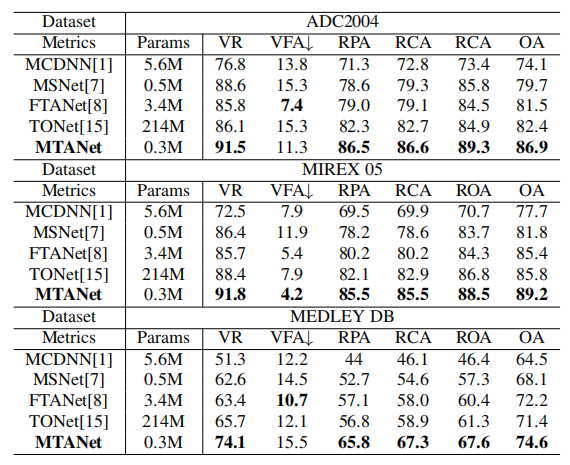 Dataset ADC2004
Metrics Params VR VFA↓ RPA RCA RCA OA
MCDNN[1] 5.6M 76.8 13.8 71.3 72.8 73.4 74.1
MSNet[7] 0.5M 88.6 15.3 78.6 79.3 85.8 79.7
FTANet[8] 3.4M 85.8 7.4 79.0 79.1 84.5 81.5
TONet[15] 214M 86.1 15.3 82.3 82.7 84.9 82.4
MTANet 0.3M 91.5 11.3 86.5 86.6 89.3 86.9
Dataset MIREX 05
Metrics Params VR VFA↓ RPA RCA ROA OA
MCDNN[1] 5.6M 72.5 7.9 69.5 69.9 70.7 77.7
MSNet[7] 0.5M 86.4 11.9 78.2 78.6 83.7 81.8
FTANet[8] 3.4M 85.7 5.4 80.2 80.2 84.3 85.4
TONet[15] 214M 88.4 7.9 82.1 82.9 86.8 85.8
MTANet 0.3M 91.8 4.2 85.5 85.5 88.5 89.2
Dataset MEDLEY DB
Metrics Params VR VFA↓ RPA RCA ROA OA
MCDNN[1] 5.6M 51.3 12.2 44 46.1 46.4 64.5
MSNet[7] 0.5M 62.6 14.5 52.7 54.6 57.3 68.1
FTANet[8] 3.4M 63.4 10.7 57.1 58.0 60.4 72.2
TONet[15] 214M 65.7 12.1 56.8 58.9 61.3 71.4
MTANet 0.3M 74.1 15.5 65.8 67.3 67.6 74.6